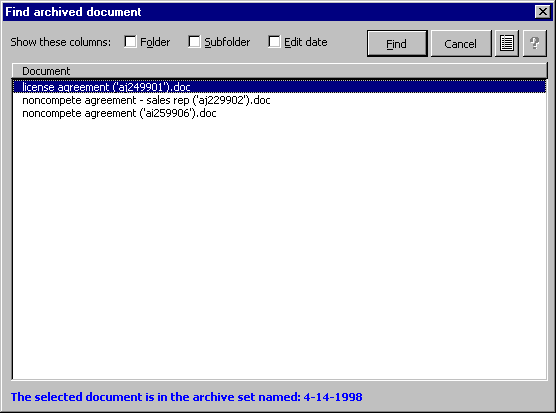 Find archived document
Show these columns: Folder Subfolder Edit date Find Cancel ?
Document
license agreement ('aj249901').doc
noncompete agreement - sales rep ('aj229902').doc
noncompete agreement ('ai259906').doc
The selected document is in the archive set named: 4-14-1998